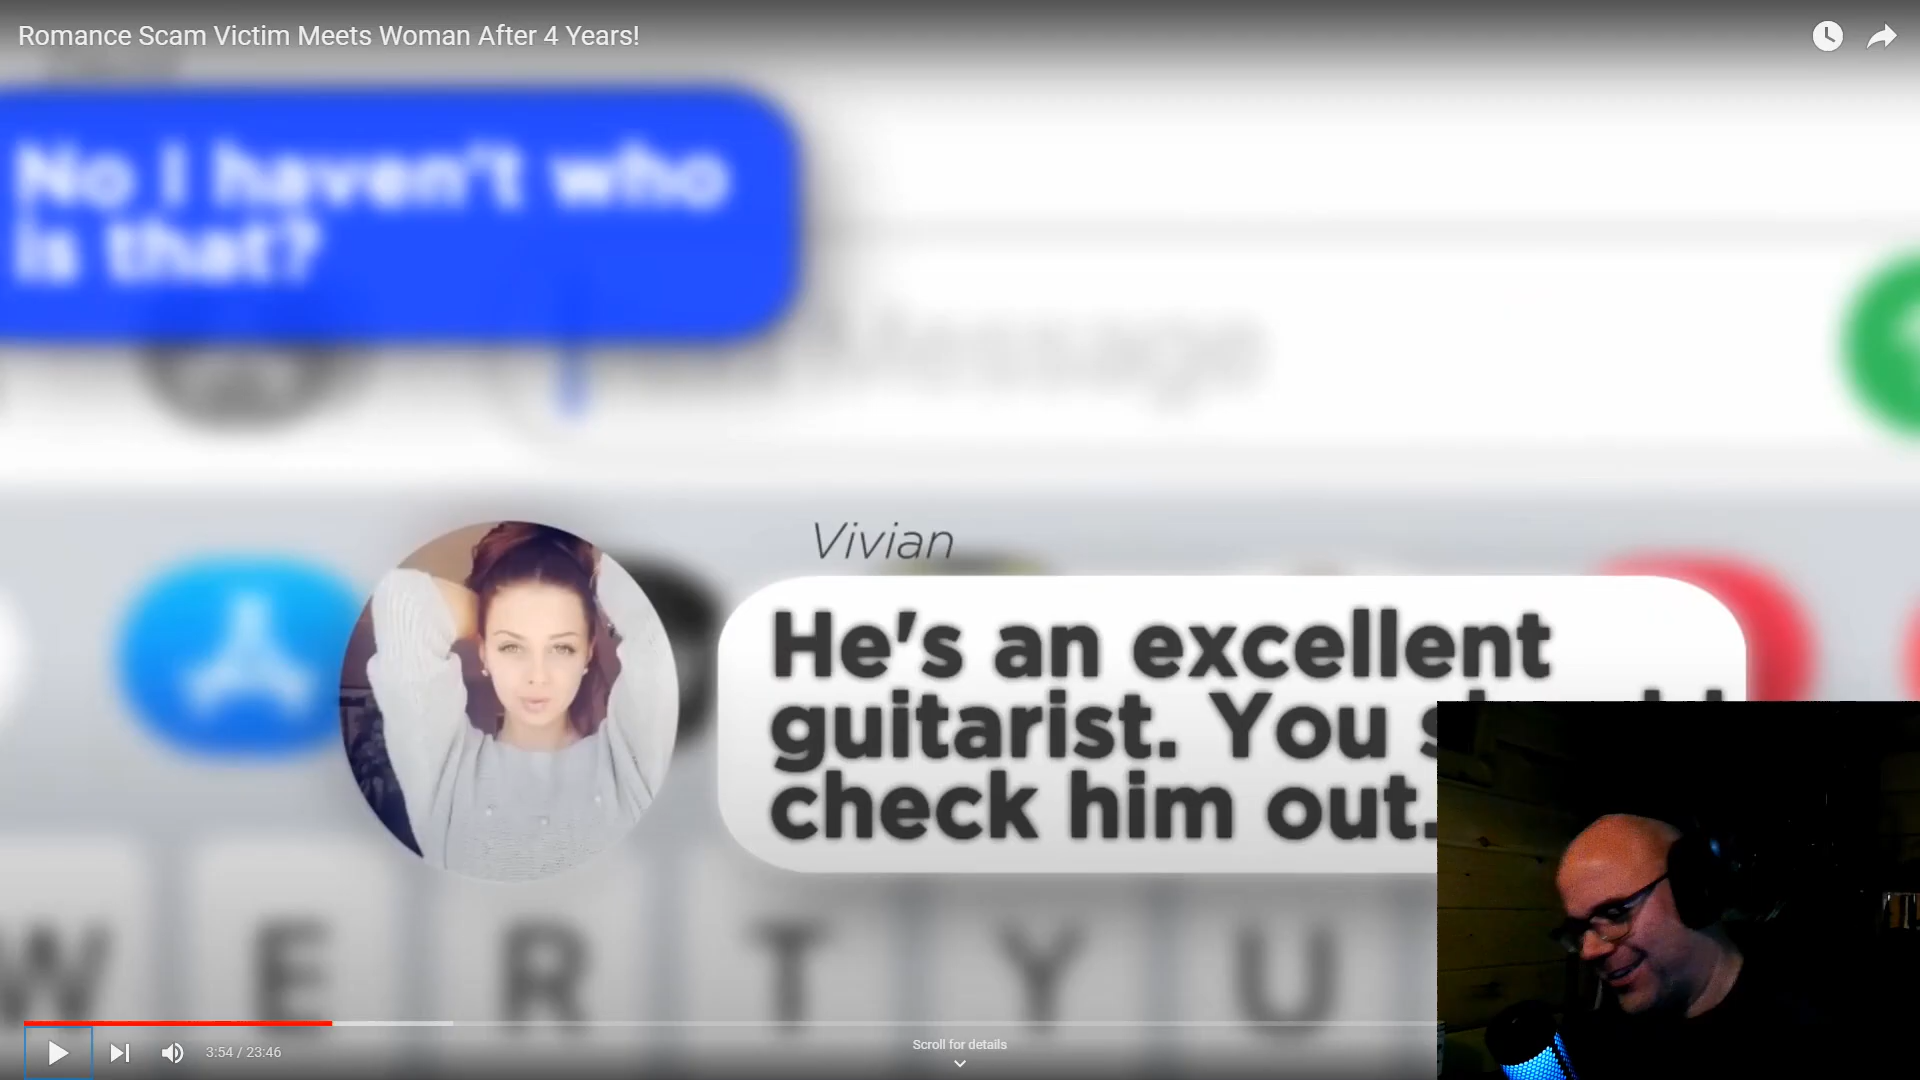 Romance Scam Victim Meets Woman After 4 Years!
No I haven't who
is that?
Message
Vivian
He's an excellent
guitarist. You
check him out.
W E R T Y U
3:54 / 23:46
Scroll for details